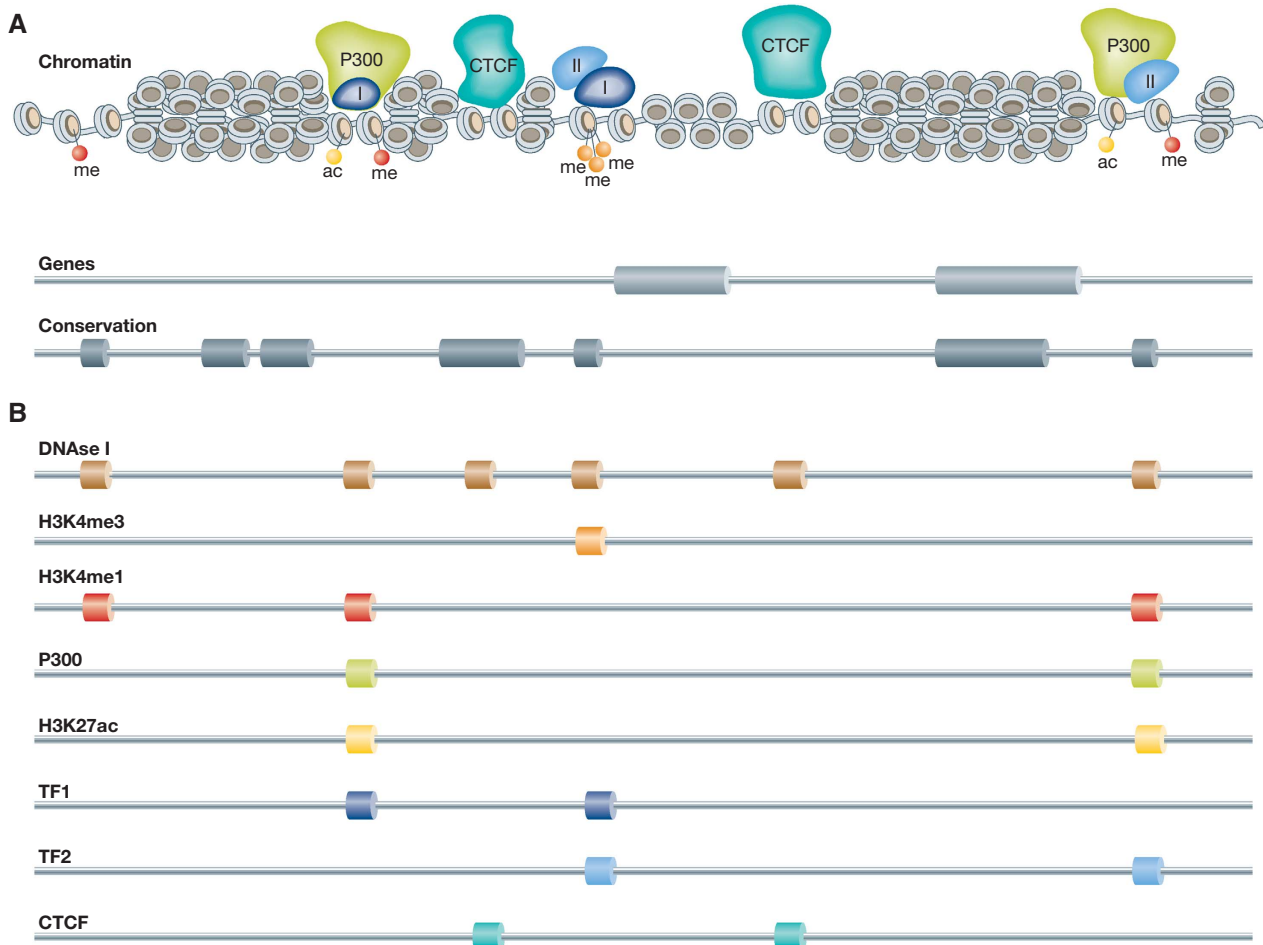 A
Chromatin
P300
I
CTCF
II
I
CTCF
P300
II
me
ac
me
me
me
me
ac
me
Genes
Conservation
B
DNAse I
H3K4me3
H3K4me1
P300
H3K27ac
TF1
TF2
CTCF